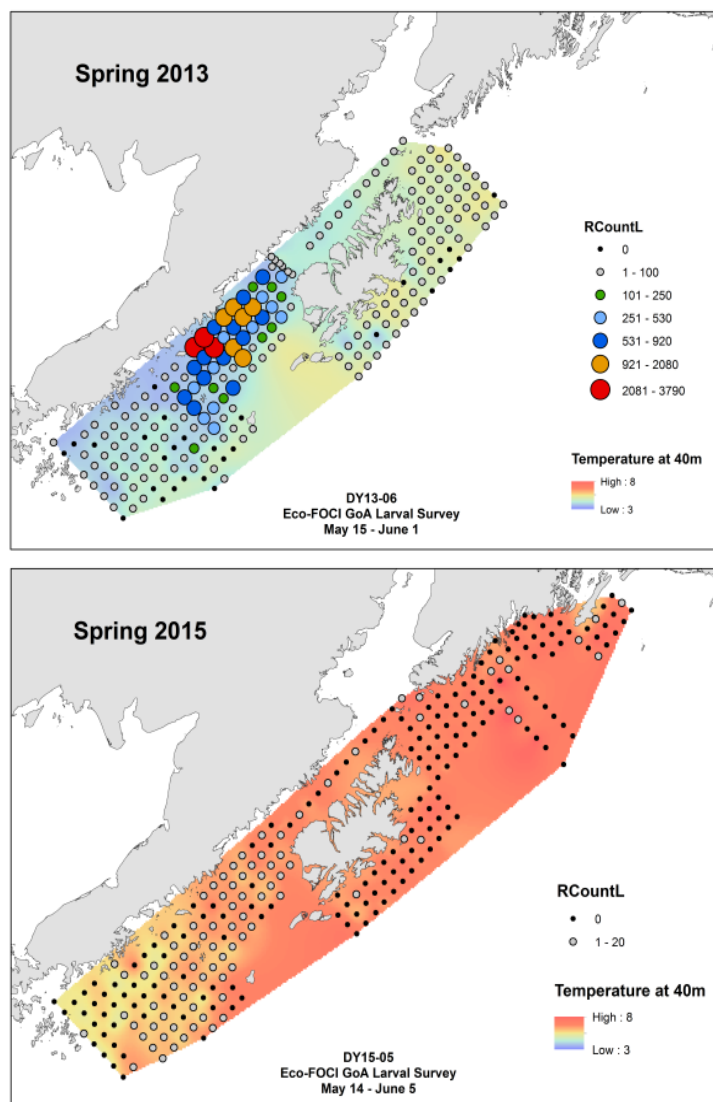 Spring 2013
RCountL
0
1 - 100
101 - 250
251 - 530
531 - 920
921 - 2080
2081 - 3790
Temperature at 40m
High : 8
Low : 3
DY13-06
Eco-FOCI GoA Larval Survey
May 15 - June 1
Spring 2015
RCountL
0
1 - 20
Temperature at 40m
High : 8
Low : 3
DY15-05
Eco-FOCI GoA Larval Survey
May 14 - June 5